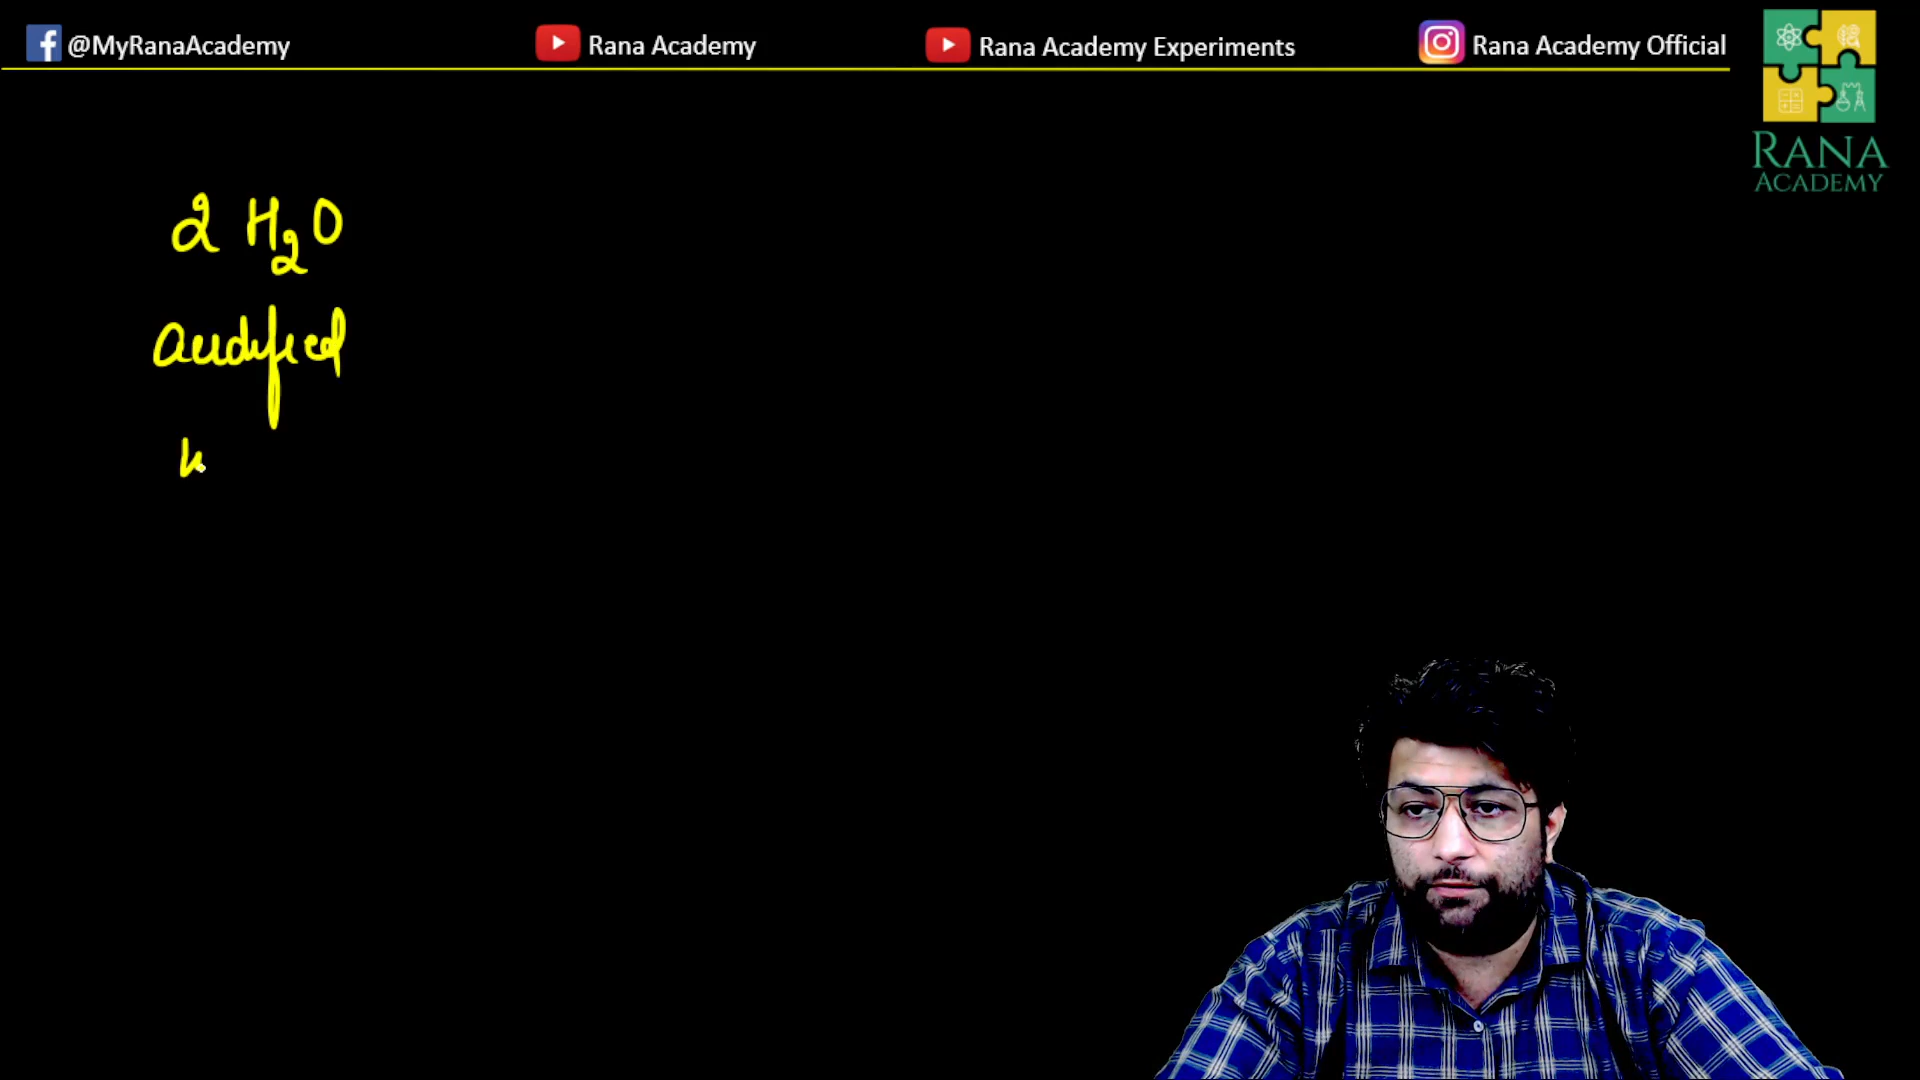 @MyRanaAcademy
Rana Academy
Rana Academy Experiments
Rana Academy Official
RANA
ACADEMY
2 H2O
acidified